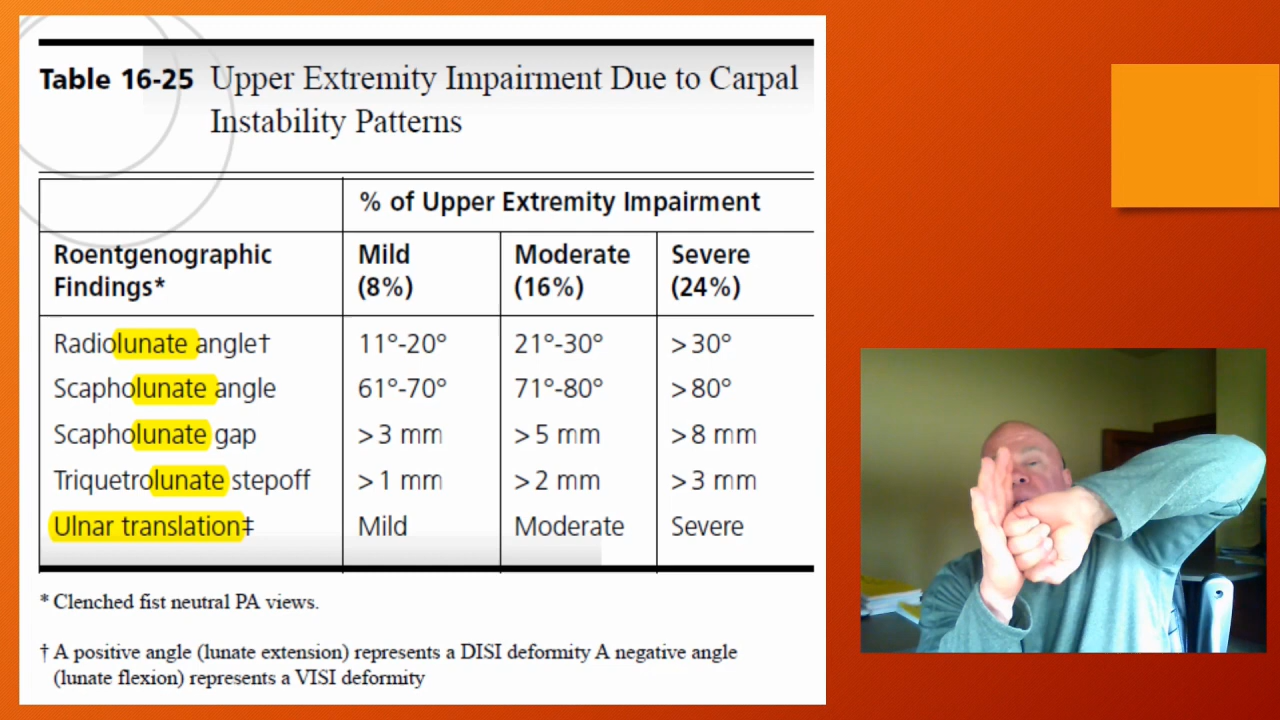 Table 16-25 Upper Extremity Impairment Due to Carpal
Instability Patterns
% of Upper Extremity Impairment
Roentgenographic Findings* Mild (8%) Moderate (16%) Severe (24%)
Radiolunate angle† 11°-20° 21°-30° >30°
Scapholunate angle 61°-70° 71°-80° >80°
Scapholunate gap >3 mm >5 mm >8 mm
Triquetrolunate stepoff >1 mm >2 mm >3 mm
Ulnar translation‡ Mild Moderate Severe
* Clenched fist neutral PA views.
† A positive angle (lunate extension) represents a DISI deformity A negative angle
(lunate flexion) represents a VISI deformity